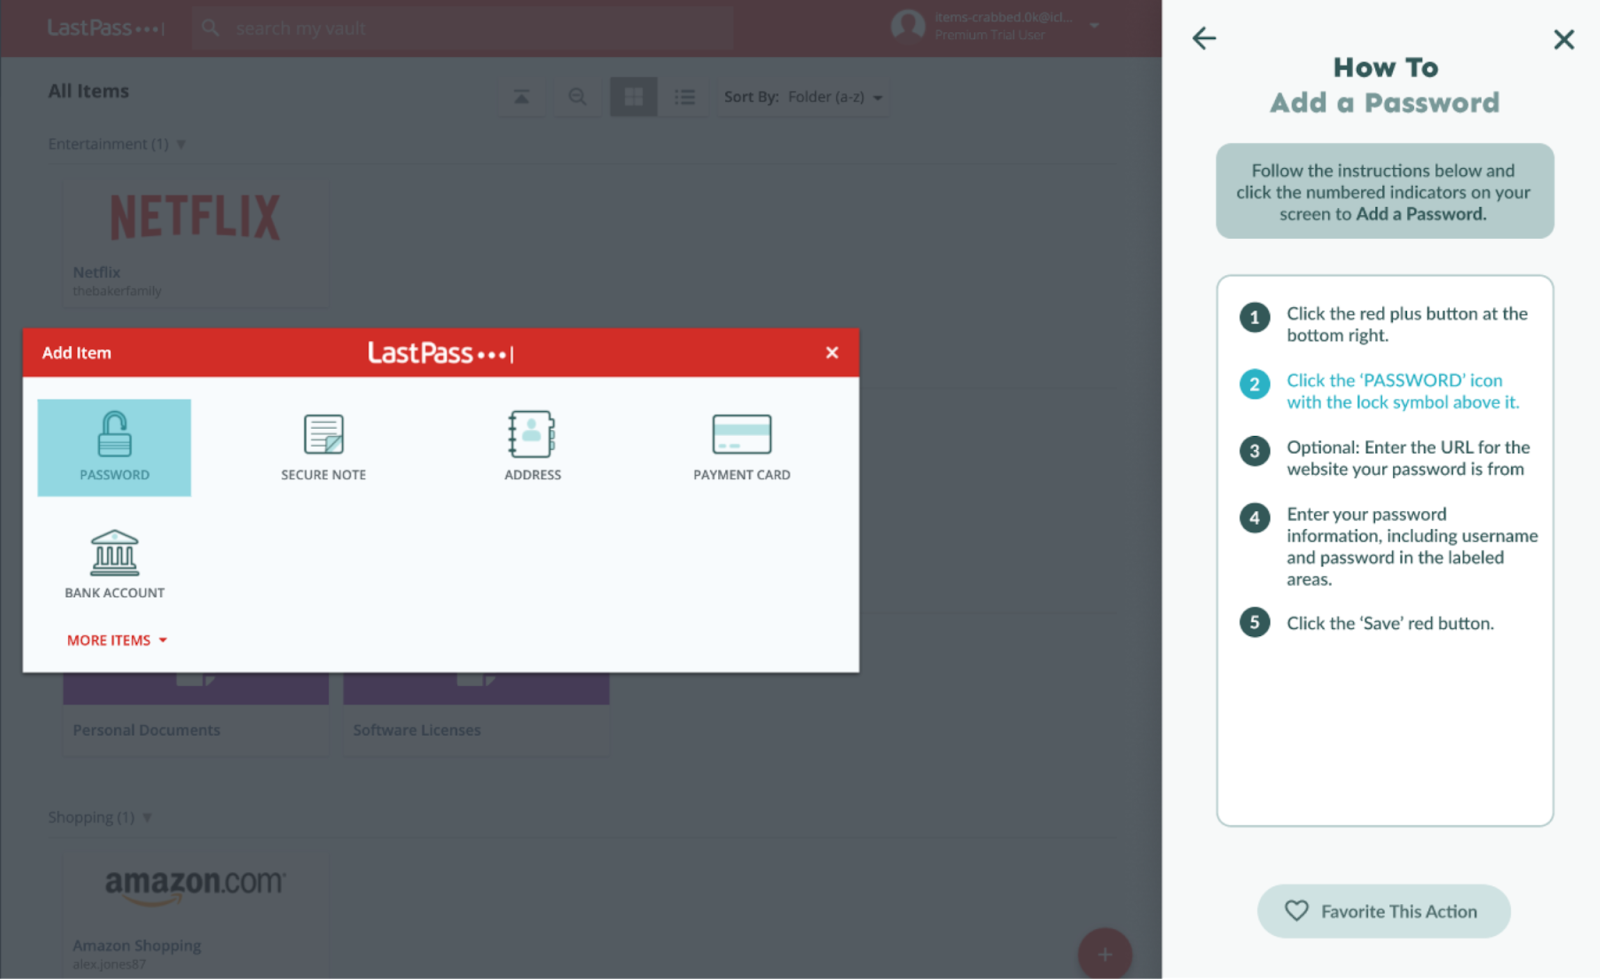 LastPass
search my vault
items-crabbed.0k@icl...
Premium Trial User
All Items
Sort By: Folder (a-z)
Entertainment (1)
NETFLIX
Netflix
thebakerfamily
Add Item
LastPass
PASSWORD
SECURE NOTE
ADDRESS
PAYMENT CARD
BANK ACCOUNT
MORE ITEMS
Personal Documents
Software Licenses
Shopping (1)
amazon.com
Amazon Shopping
alex.jones87
How To
Add a Password
Follow the instructions below and
click the numbered indicators on your
screen to Add a Password.
1 Click the red plus button at the
bottom right.
2 Click the ‘PASSWORD’ icon
with the lock symbol above it.
3 Optional: Enter the URL for the
website your password is from
4 Enter your password
information, including username
and password in the labeled
areas.
5 Click the ‘Save’ red button.
Favorite This Action